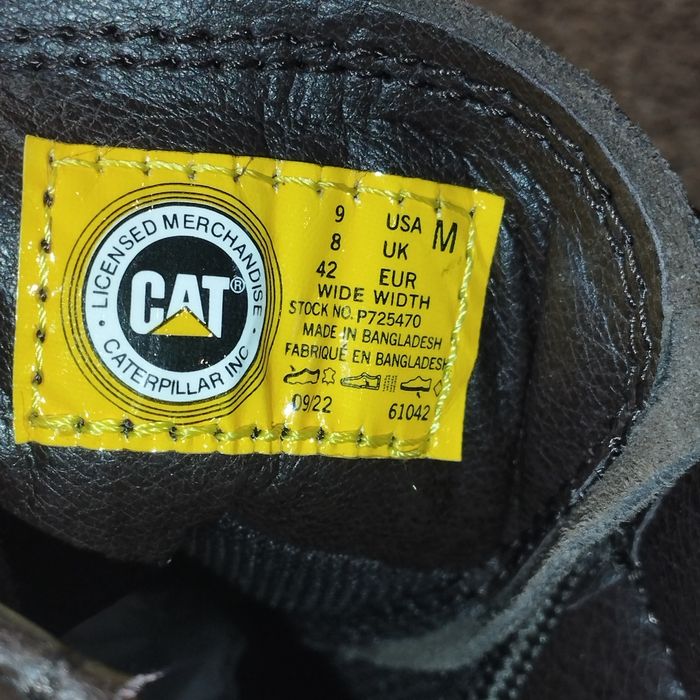 LICENSED MERCHANDISE
CAT®
CATERPILLAR INC
9 USA M
8 UK
42 EUR
WIDE WIDTH
STOCK NO. P725470
MADE IN BANGLADESH
FABRIQUÉ EN BANGLADESH
09/22 61042